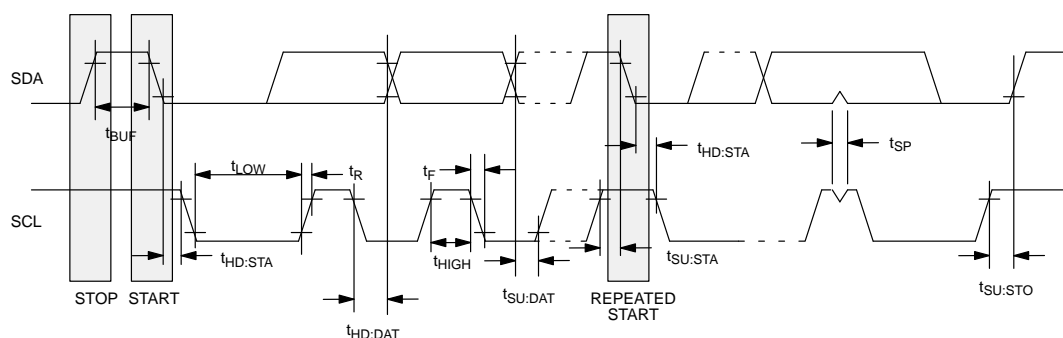 SDA
tBUF
tLOW
tR
tF
tHD:STA
tSP
SCL
tHD:STA
tHIGH
tSU:STA
STOP
START
tSU:DAT
REPEATED
START
tSU:STO
tHD:DAT